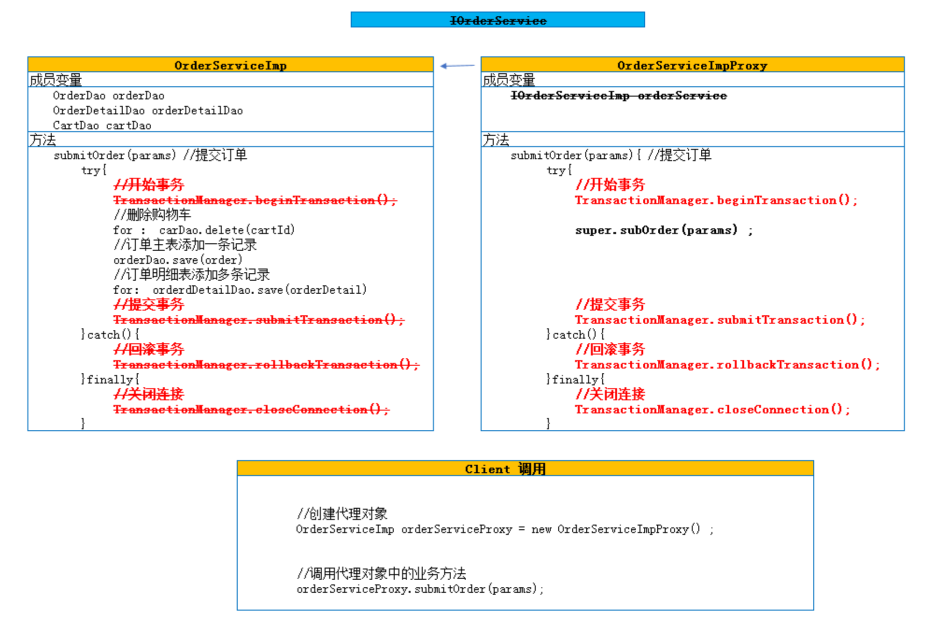 IOrderService
OrderServiceImp
成员变量
OrderDao orderDao
OrderDetailDao orderDetailDao
CartDao cartDao
方法
submitOrder(params) //提交订单
try{
//开始事务
TransactionManager.beginTransaction();
//删除购物车
for : carDao.delete(cartId)
//订单主表添加一条记录
orderDao.save(order)
//订单明细表添加多条记录
for: orderdDetailDao.save(orderDetail)
//提交事务
TransactionManager.submitTransaction();
}catch(){
//回滚事务
TransactionManager.rollbackTransaction();
}finally{
//关闭连接
TransactionManager.closeConnection();
}
OrderServiceImpProxy
成员变量
IOrderServiceImp orderService
方法
submitOrder(params){ //提交订单
try{
//开始事务
TransactionManager.beginTransaction();
super.subOrder(params) ;
//提交事务
TransactionManager.submitTransaction();
}catch(){
//回滚事务
TransactionManager.rollbackTransaction();
}finally{
//关闭连接
TransactionManager.closeConnection();
}
Client 调用
//创建代理对象
OrderServiceImp orderServiceProxy = new OrderServiceImpProxy() ;
//调用代理对象中的业务方法
orderServiceProxy.submitOrder(params);